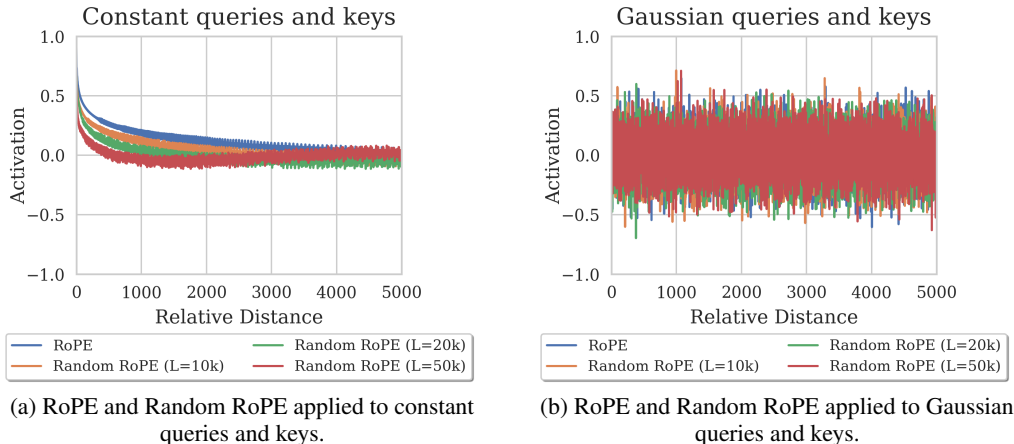 Constant queries and keys
1.0
0.5
0.0
−0.5
−1.0
Activation
0 1000 2000 3000 4000 5000
Relative Distance
RoPE
Random RoPE (L=10k)
Random RoPE (L=20k)
Random RoPE (L=50k)
(a) RoPE and Random RoPE applied to constant
queries and keys.
Gaussian queries and keys
1.0
0.5
0.0
−0.5
−1.0
Activation
0 1000 2000 3000 4000 5000
Relative Distance
RoPE
Random RoPE (L=10k)
Random RoPE (L=20k)
Random RoPE (L=50k)
(b) RoPE and Random RoPE applied to Gaussian
queries and keys.